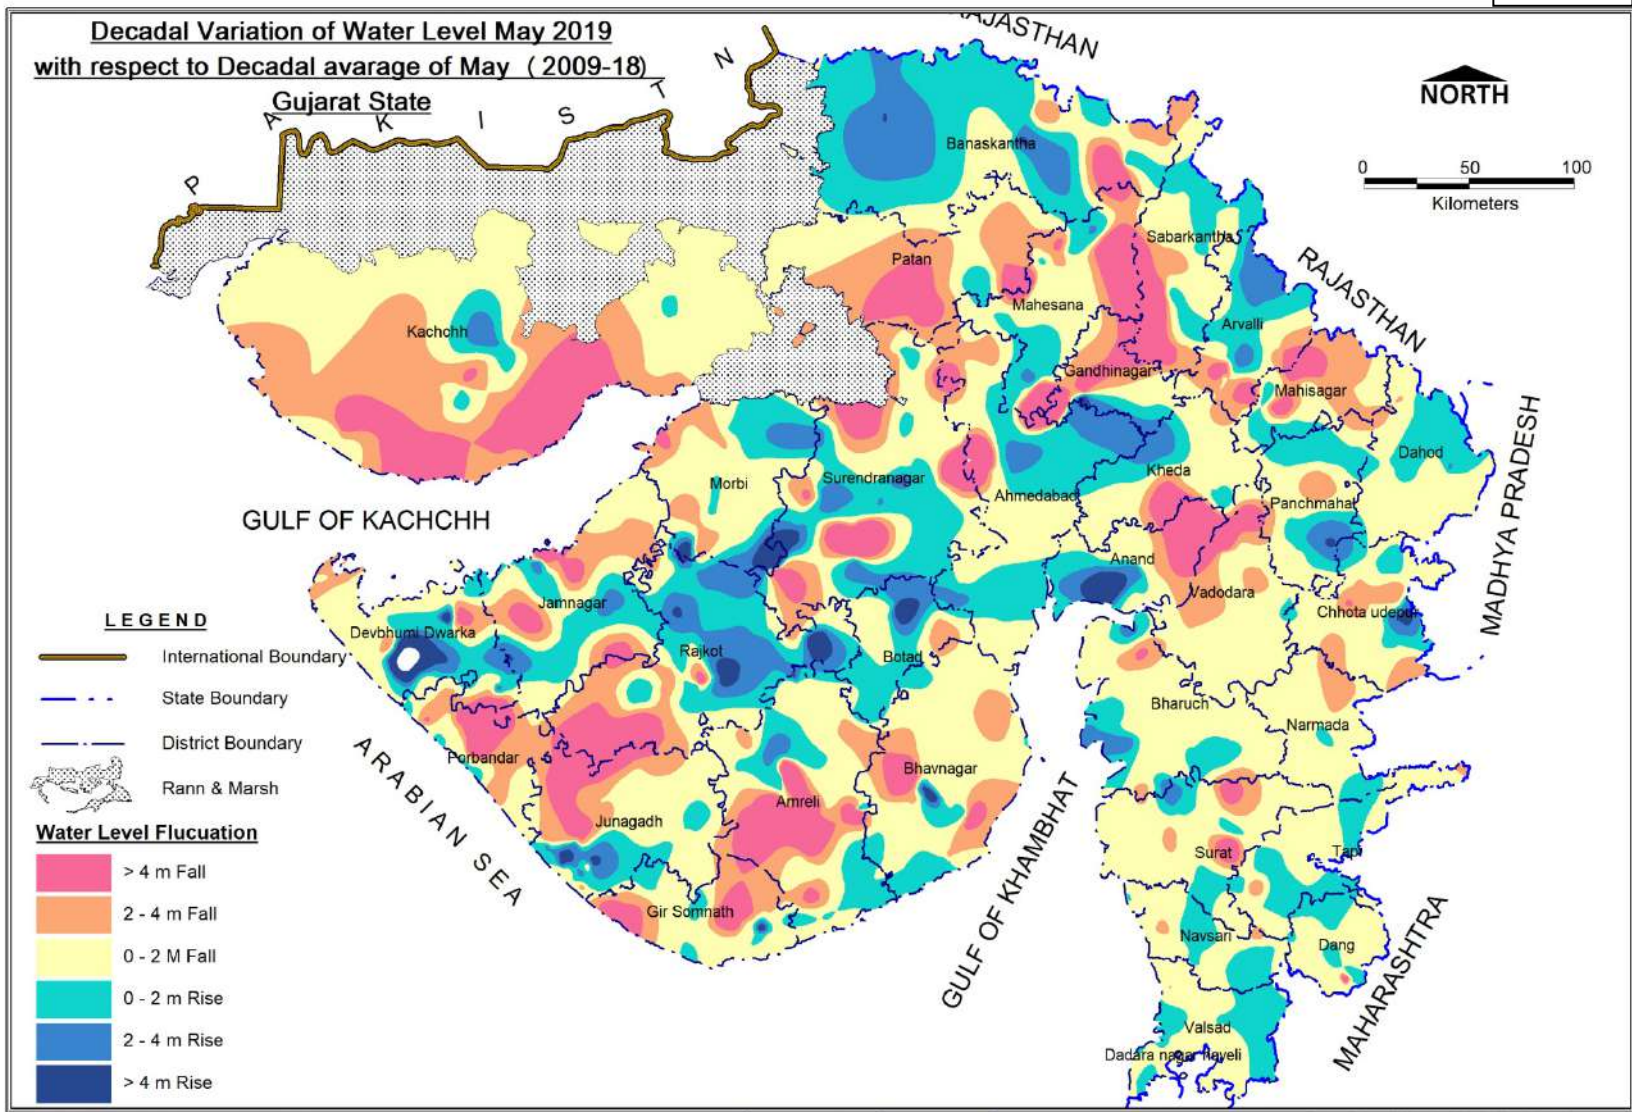 Decadal Variation of Water Level May 2019
with respect to Decadal avarage of May ( 2009-18)
Gujarat State
P A K I S T N
RAJASTHAN
NORTH
0 50 100
Kilometers
Banaskantha
Sabarkantha
RAJASTHAN
Patan
Mahesana
Kachchh
Arvalli
Gandhinagar
Mahisagar
Dahod
Kheda
Morbi
Surendranagar
Ahmedabad
Panchmahal
MADHYA PRADESH
GULF OF KACHCHH
Anand
Vadodara
Jamnagar
Chhota udepur
Devbhumi Dwarka
Rajkot
Botad
Bharuch
Narmada
Porbandar
Bhavnagar
Amreli
Junagadh
ARABIAN SEA
GULF OF KHAMBHAT
Surat
Tapi
Gir Somnath
Navsari
Dang
MAHARASHTRA
Valsad
Dadara nagar haveli
LEGEND
International Boundary
State Boundary
District Boundary
Rann & Marsh
Water Level Flucuation
> 4 m Fall
2 - 4 m Fall
0 - 2 M Fall
0 - 2 m Rise
2 - 4 m Rise
> 4 m Rise